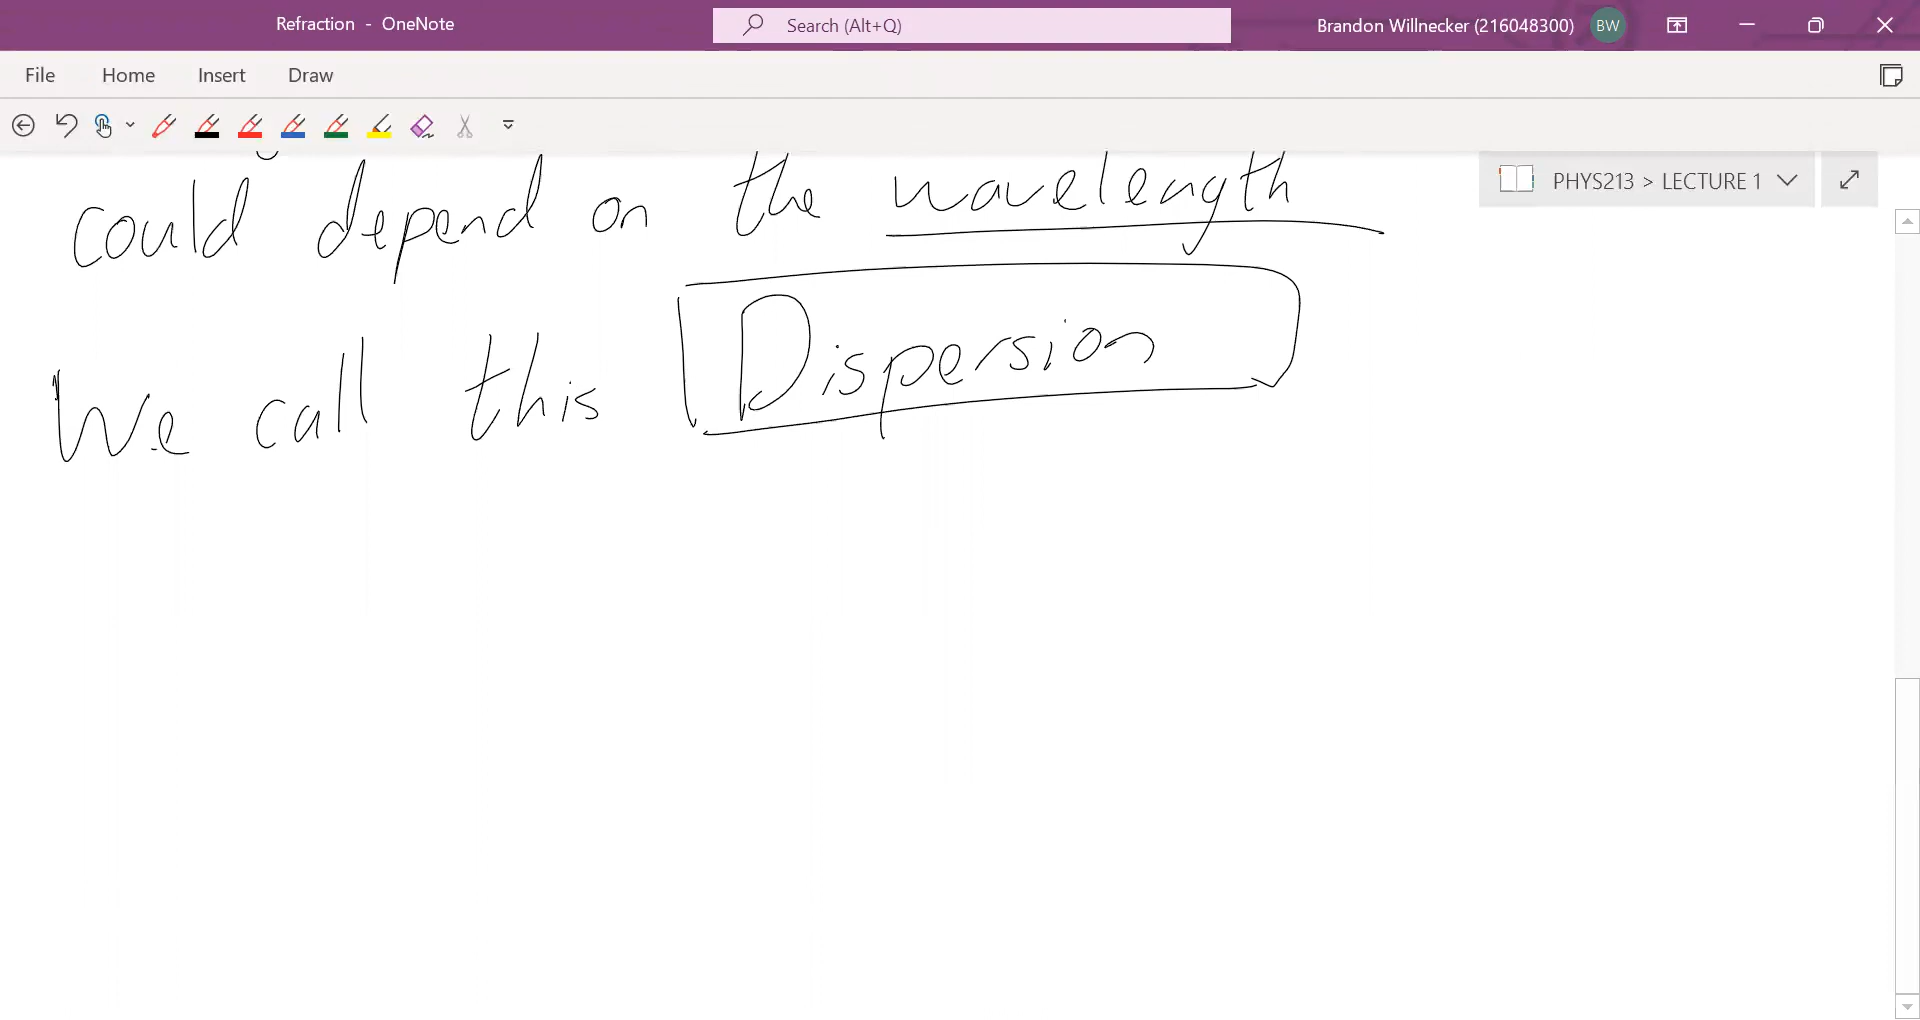 Refraction - OneNote
Search (Alt+Q)
Brandon Willnecker (216048300)
BW
File Home Insert Draw
PHYS213 > LECTURE 1
could depend on the wavelength
We call this Dispersion